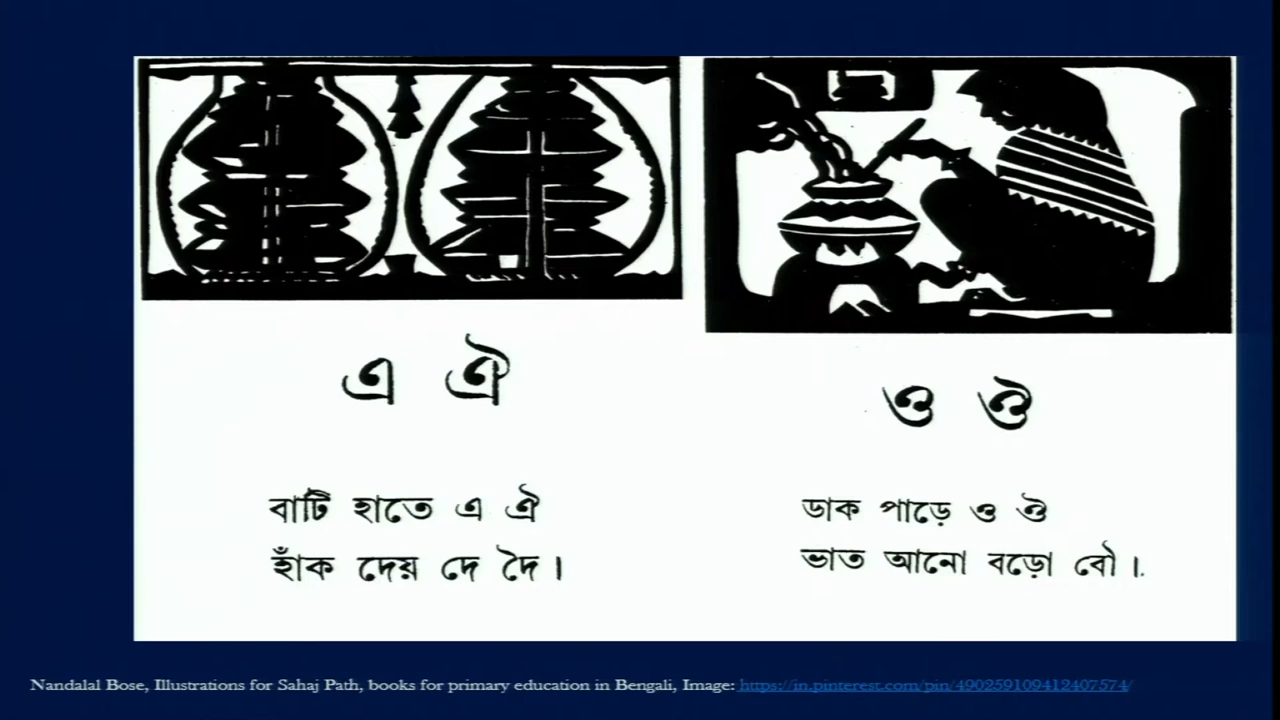 এ ঐ
বাটি হাতে এ ঐ
হাঁক দেয় দে দৈ।
ও ঔ
ডাক পাড়ে ও ঔ
ভাত আনো বড়ো বৌ।
Nandalal Bose, Illustrations for Sahaj Path, books for primary education in Bengali, Image: https://in.pinterest.com/pin/490259109412407574/